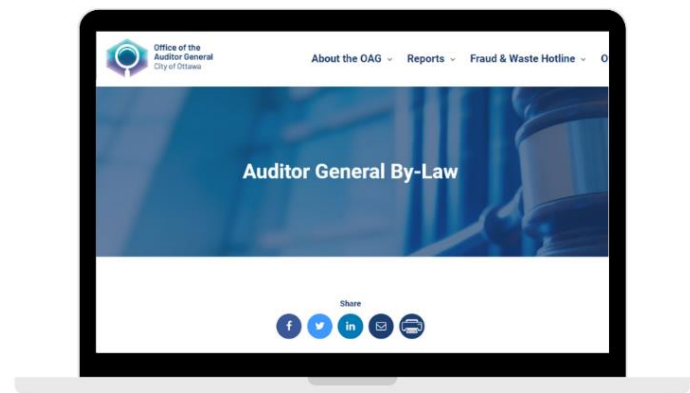 Office of the
Auditor General
City of Ottawa
About the OAG Reports Fraud & Waste Hotline O
Auditor General By-Law
Share